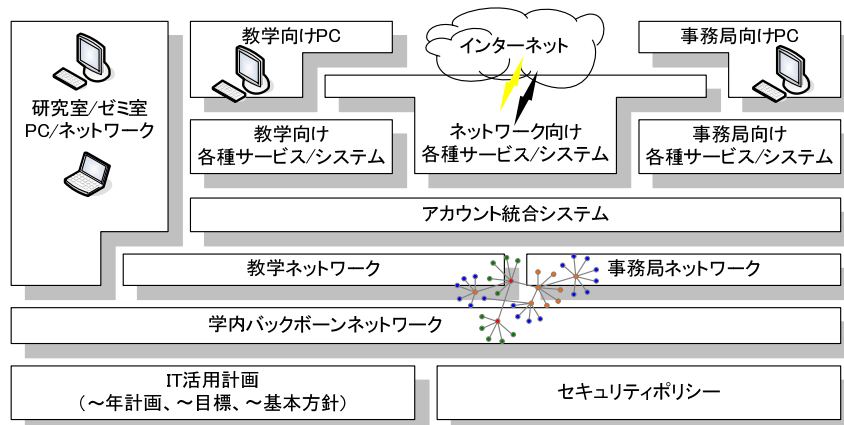 教学向けPC
インターネット
事務局向けPC
研究室/ゼミ室
PC/ネットワーク
教学向け
各種サービス/システム
ネットワーク向け
各種サービス/システム
事務局向け
各種サービス/システム
アカウント統合システム
教学ネットワーク
事務局ネットワーク
学内バックボーンネットワーク
IT活用計画
（～年計画、～目標、～基本方針）
セキュリティポリシー